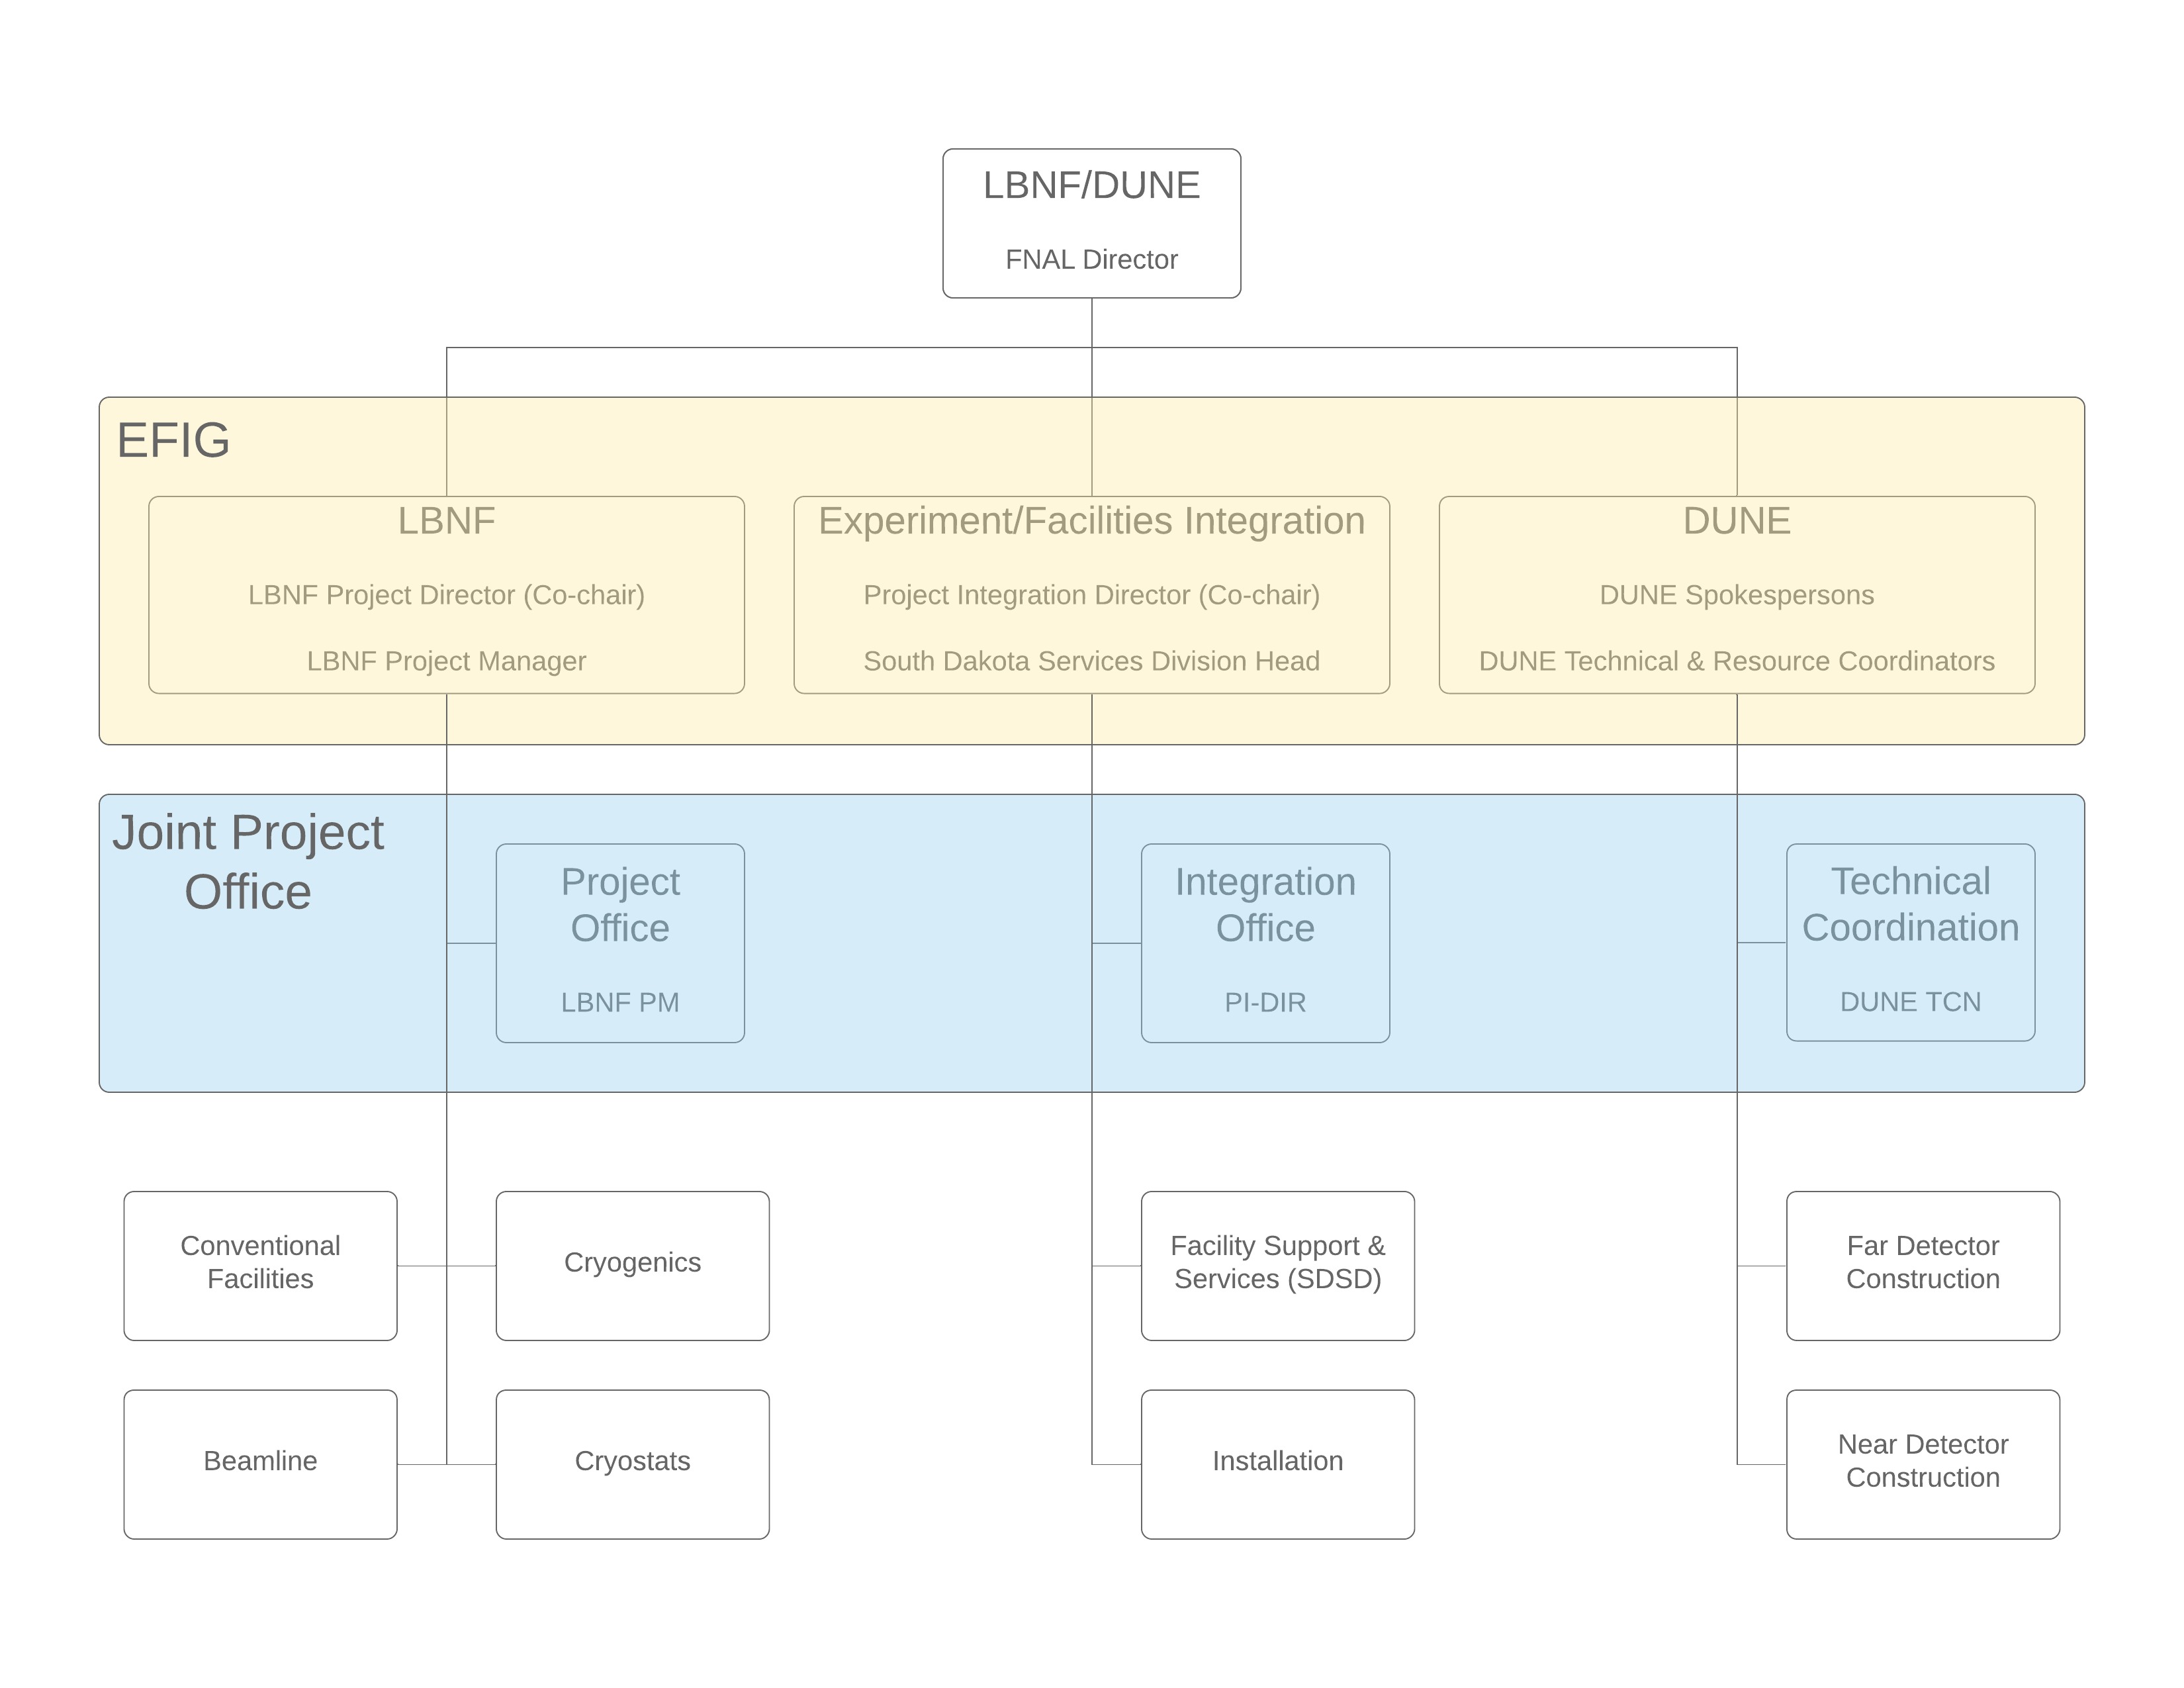 LBNF/DUNE
FNAL Director
EFIG
LBNF
LBNF Project Director (Co-chair)
LBNF Project Manager
Experiment/Facilities Integration
Project Integration Director (Co-chair)
South Dakota Services Division Head
DUNE
DUNE Spokespersons
DUNE Technical & Resource Coordinators
Joint Project
Office
Project
Office
LBNF PM
Integration
Office
PI-DIR
Technical
Coordination
DUNE TCN
Conventional
Facilities
Cryogenics
Facility Support &
Services (SDSD)
Far Detector
Construction
Beamline
Cryostats
Installation
Near Detector
Construction